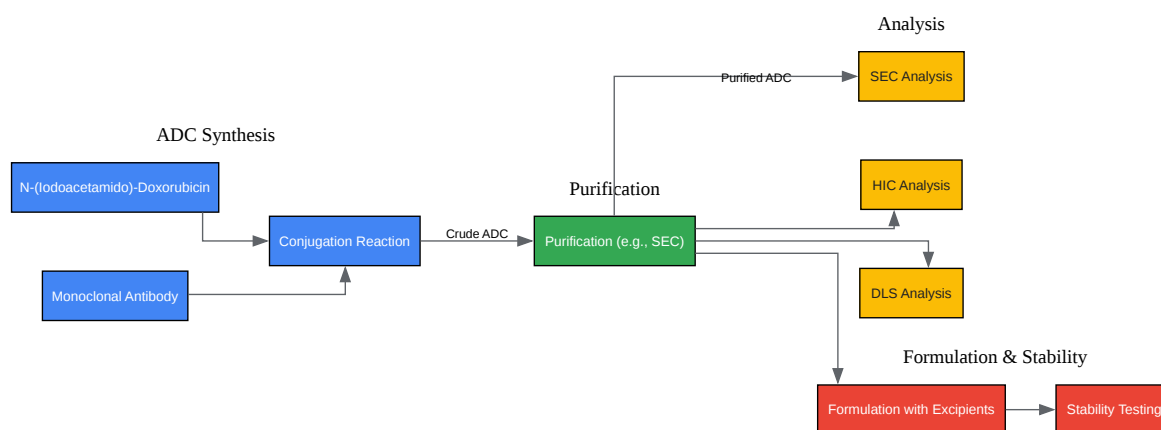 Analysis
SEC Analysis
Purified ADC
ADC Synthesis
N-(Iodoacetamido)-Doxorubicin
Purification
HIC Analysis
Conjugation Reaction
Crude ADC
Purification (e.g., SEC)
Monoclonal Antibody
DLS Analysis
Formulation & Stability
Formulation with Excipients
Stability Testing